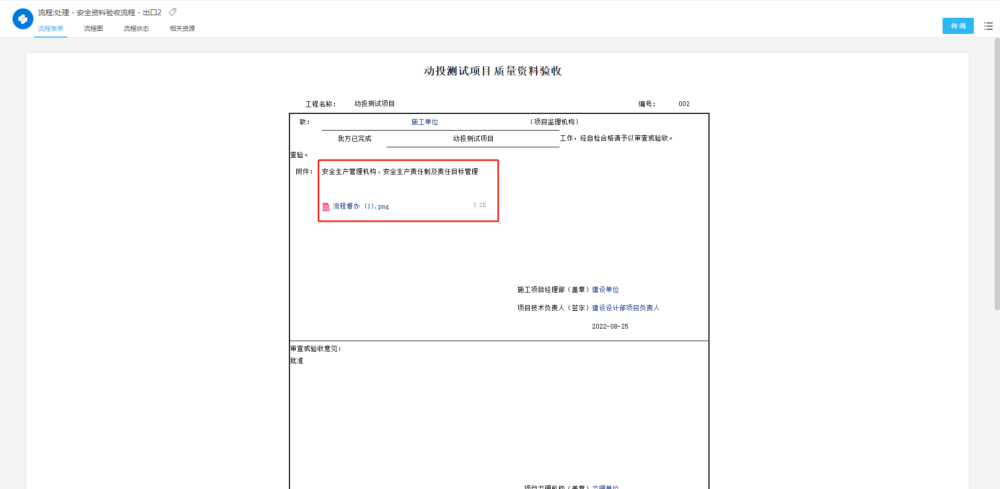 流程:处理 - 安全资料验收流程 - 出口2
流程表单 流程图 流程状态 相关资源
传 阅
动投测试项目 质量资料验收
工程名称： 动投测试项目 编号： 002
致： 施工单位 （项目监理机构）
我方已完成 动投测试项目 工作，经自检合格请予以审查或验收。
查验。
附件： 安全生产管理机构、安全生产责任制及责任目标管理
流程督办 (1).png 3.2K
施工项目经理部（盖章）建设单位
项目技术负责人（签字）建设设计部项目负责人
2022-08-25
审查或验收意见：
批准
项目监理机构（盖章）监理单位